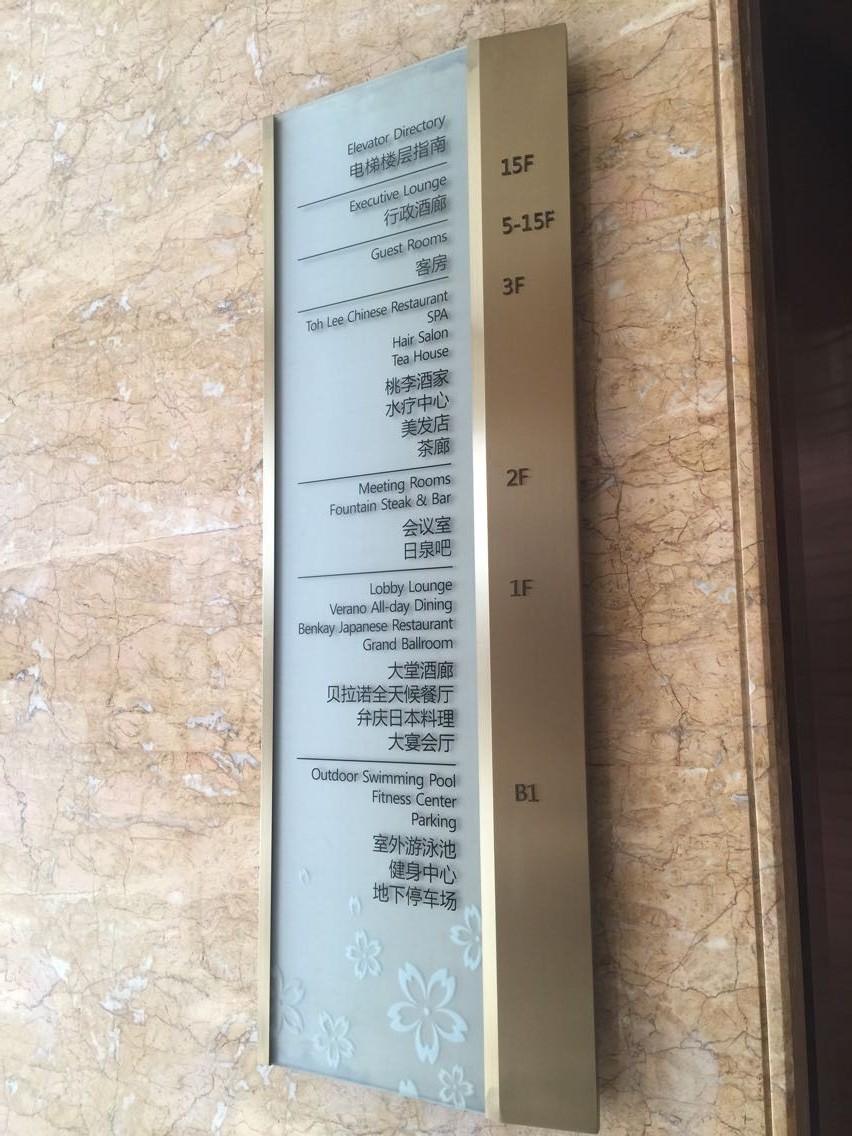 Elevator Directory
电梯楼层指南
15F
Executive Lounge
行政酒廊
5-15F
Guest Rooms
客房
3F
Toh Lee Chinese Restaurant
SPA
Hair Salon
Tea House
桃李酒家
水疗中心
美发店
茶廊
2F
Meeting Rooms
Fountain Steak & Bar
会议室
日泉吧
1F
Lobby Lounge
Verano All-day Dining
Benkay Japanese Restaurant
Grand Ballroom
大堂酒廊
贝拉诺全天候餐厅
弁庆日本料理
大宴会厅
B1
Outdoor Swimming Pool
Fitness Center
Parking
室外游泳池
健身中心
地下停车场